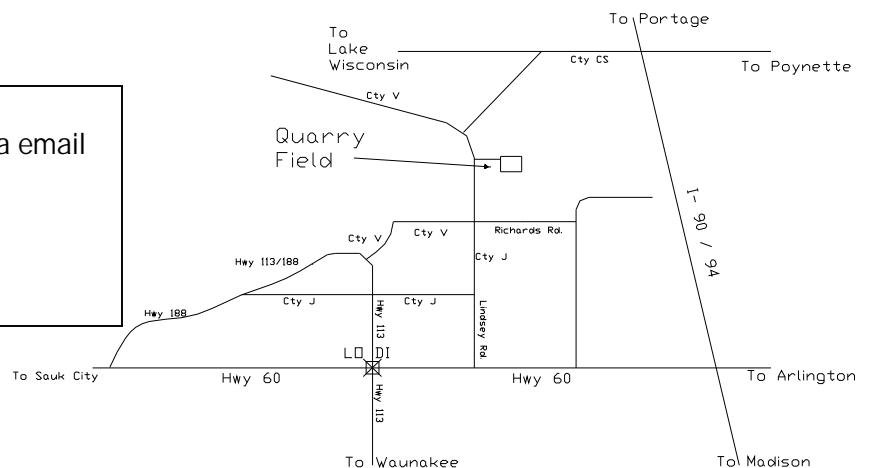 To Portage
To
Lake
Wisconsin
Cty CS
To Poynette
Cty V
a email
Quarry
Field
I- 90 / 94
Cty V
Cty V
Richards Rd.
Hwy 113/188
Cty J
Cty J
Cty J
Hwy 188
Hwy 113
Lindsey Rd.
LODI
To Sauk City
Hwy 60
Hwy 60
To Arlington
Hwy 113
To Waunakee
To Madison